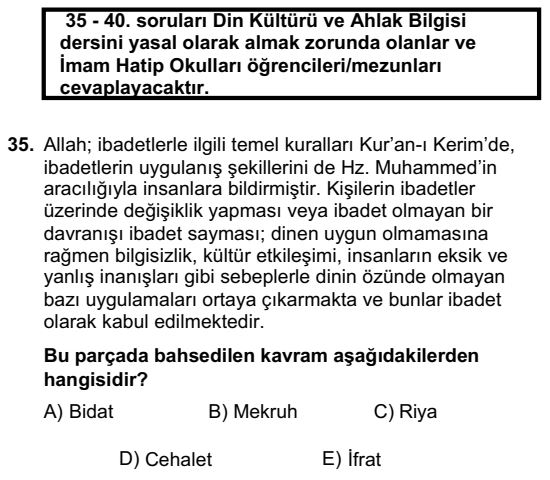 35 - 40. soruları Din Kültürü ve Ahlak Bilgisi
dersini yasal olarak almak zorunda olanlar ve
İmam Hatip Okulları öğrencileri/mezunları
cevaplayacaktır.
35. Allah; ibadetlerle ilgili temel kuralları Kur'an-ı Kerim'de,
ibadetlerin uygulanış şekillerini de Hz. Muhammed'in
aracılığıyla insanlara bildirmiştir. Kişilerin ibadetler
üzerinde değişiklik yapması veya ibadet olmayan bir
davranışı ibadet sayması; dinen uygun olmamasına
rağmen bilgisizlik, kültür etkileşimi, insanların eksik ve
yanlış inanışları gibi sebeplerle dinin özünde olmayan
bazı uygulamaları ortaya çıkarmakta ve bunlar ibadet
olarak kabul edilmektedir.
Bu parçada bahsedilen kavram aşağıdakilerden
hangisidir?
A) Bidat B) Mekruh C) Riya
D) Cehalet E) İfrat